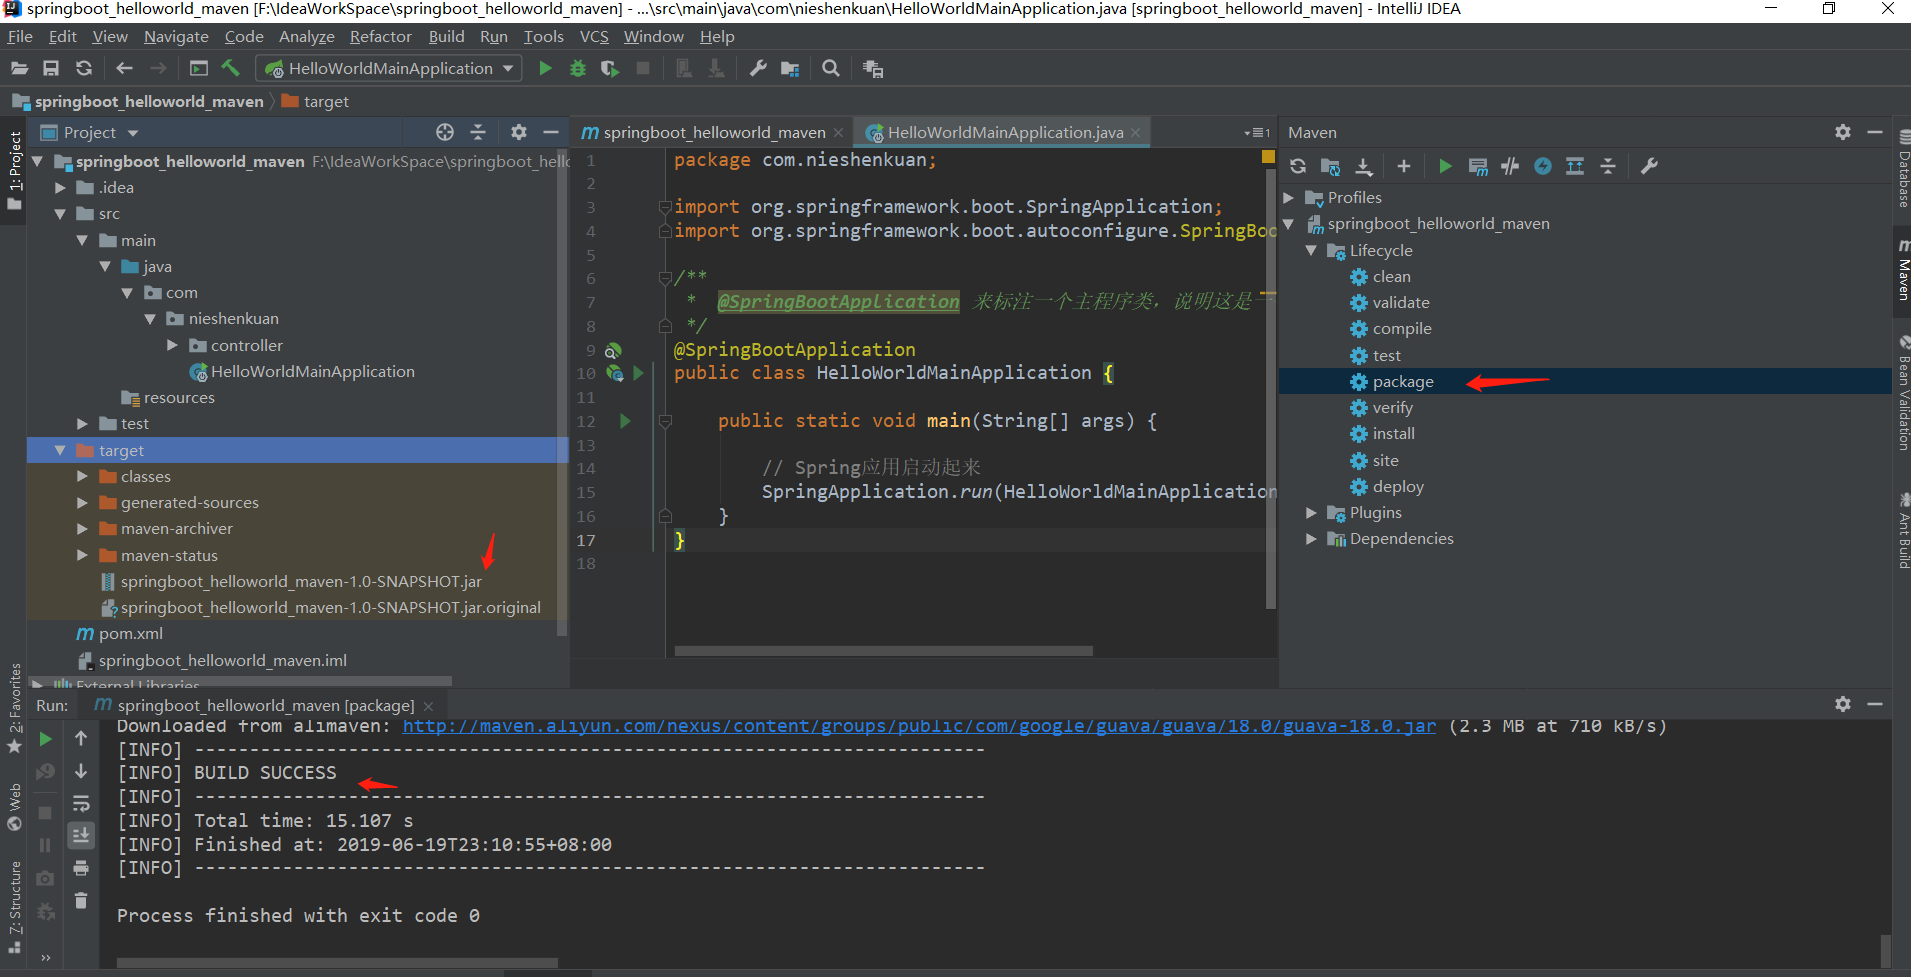 springboot_helloworld_maven [F:\IdeaWorkSpace\springboot_helloworld_maven] - ...\src\main\java\com\nieshenkuan\HelloWorldMainApplication.java [springboot_helloworld_maven] - IntelliJ IDEA
File Edit View Navigate Code Analyze Refactor Build Run Tools VCS Window Help
HelloWorldMainApplication
springboot_helloworld_maven target
1: Project
Project
springboot_helloworld_maven F:\IdeaWorkSpace\springboot_hello
.idea
src
main
java
com
nieshenkuan
controller
HelloWorldMainApplication
resources
test
target
classes
generated-sources
maven-archiver
maven-status
springboot_helloworld_maven-1.0-SNAPSHOT.jar
springboot_helloworld_maven-1.0-SNAPSHOT.jar.original
pom.xml
springboot_helloworld_maven.iml
External Libraries
springboot_helloworld_maven HelloWorldMainApplication.java 1
1 package com.nieshenkuan;
2
3 import org.springframework.boot.SpringApplication;
4 import org.springframework.boot.autoconfigure.SpringBoo
5
6 /**
7 * @SpringBootApplication 来标注一个主程序类，说明这是一
8 */
9 @SpringBootApplication
10 public class HelloWorldMainApplication {
11
12 public static void main(String[] args) {
13
14 // Spring应用启动起来
15 SpringApplication.run(HelloWorldMainApplication
16 }
17 }
18
Maven
Profiles
springboot_helloworld_maven
Lifecycle
clean
validate
compile
test
package
verify
install
site
deploy
Plugins
Dependencies
Database
Maven
Bean Validation
Ant Build
2: Favorites
Web
7: Structure
Run: springboot_helloworld_maven [package]
Downloaded from alimaven: http://maven.aliyun.com/nexus/content/groups/public/com/google/guava/guava/18.0/guava-18.0.jar (2.3 MB at 710 kB/s)
[INFO] ------------------------------------------------------------------------
[INFO] BUILD SUCCESS
[INFO] ------------------------------------------------------------------------
[INFO] Total time: 15.107 s
[INFO] Finished at: 2019-06-19T23:10:55+08:00
[INFO] ------------------------------------------------------------------------
Process finished with exit code 0